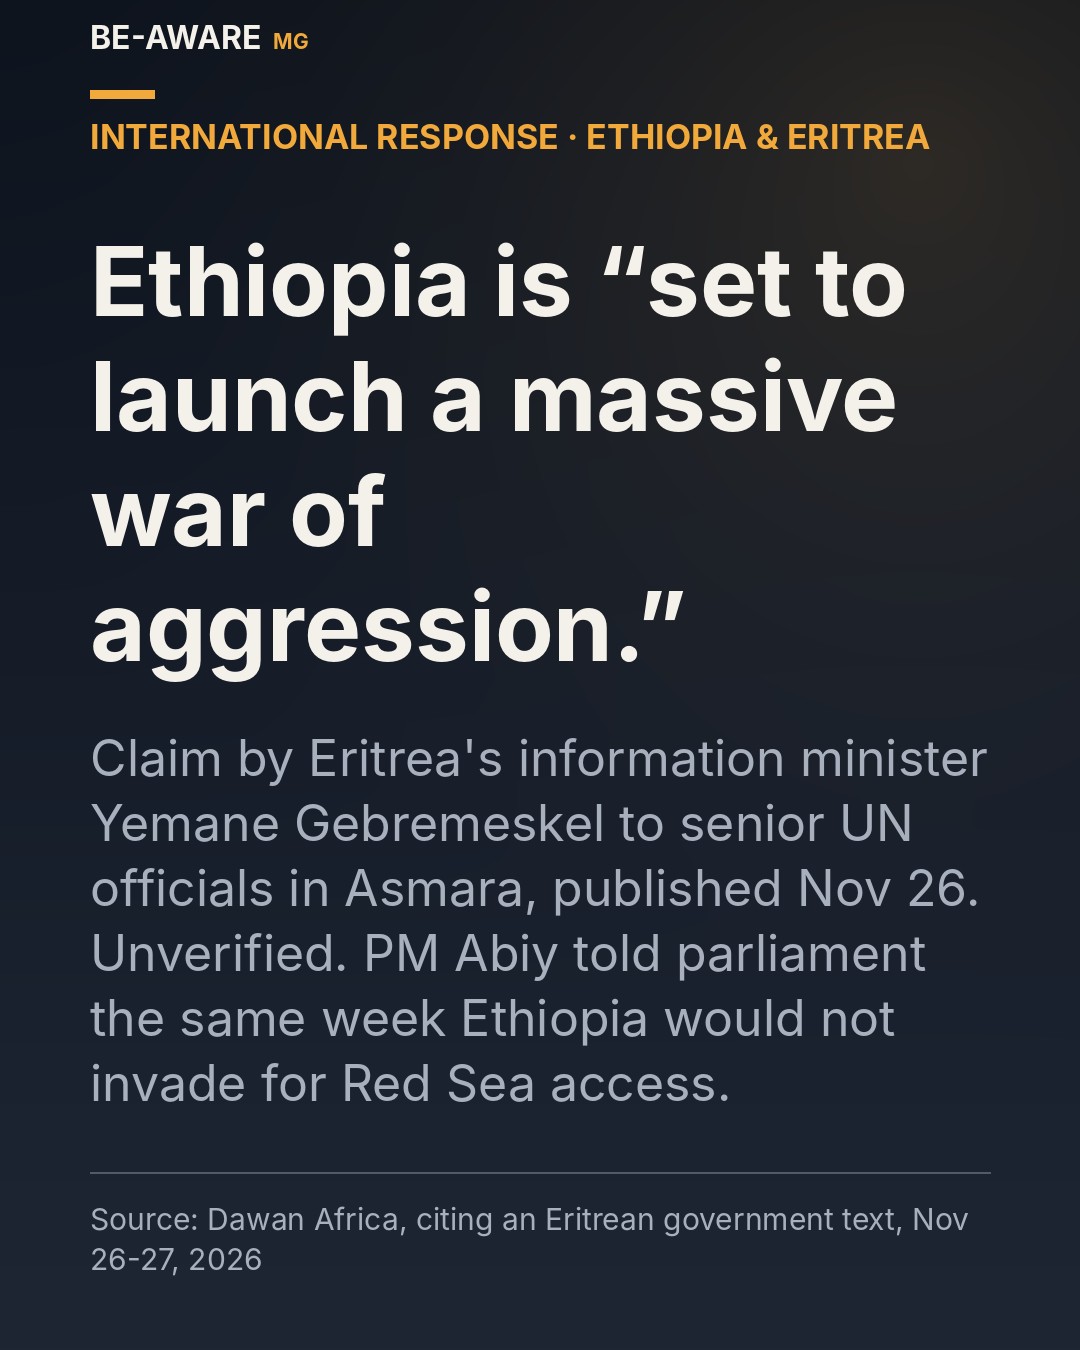 BE-AWARE MG
INTERNATIONAL RESPONSE · ETHIOPIA & ERITREA
Ethiopia is “set to
launch a massive
war of
aggression.”
Claim by Eritrea's information minister
Yemane Gebremeskel to senior UN
officials in Asmara, published Nov 26.
Unverified. PM Abiy told parliament
the same week Ethiopia would not
invade for Red Sea access.
Source: Dawan Africa, citing an Eritrean government text, Nov
26-27, 2026